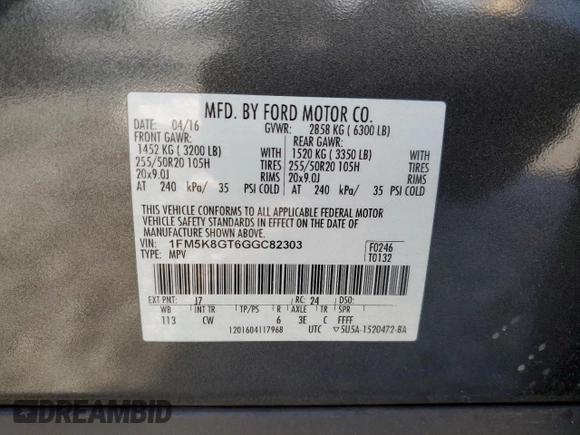 MFD. BY FORD MOTOR CO.
DATE: 04/16 GVWR: 2858 KG ( 6300 LB)
FRONT GAWR: REAR GAWR:
1452 KG ( 3200 LB) WITH 1520 KG ( 3350 LB) WITH
255/50R20 105H TIRES 255/50R20 105H TIRES
20x9.0J RIMS 20x9.0J RIMS
AT 240 kPa/ 35 PSI COLD AT 240 kPa/ 35 PSI COLD
THIS VEHICLE CONFORMS TO ALL APPLICABLE FEDERAL MOTOR
VEHICLE SAFETY STANDARDS IN EFFECT ON THE DATE OF
MANUFACTURE SHOWN ABOVE.
VIN: 1FM5K8GT6GGC82303 F0246
TYPE: MPV T0132
EXT PNT: J7 RC: 24 DSO:
WB INT TR TP/PS R AXLE TR SPR
113 CW 6 3E C FFFF
1201604117968 UTC ▽5U5A-1520472-BA
DREAMBID